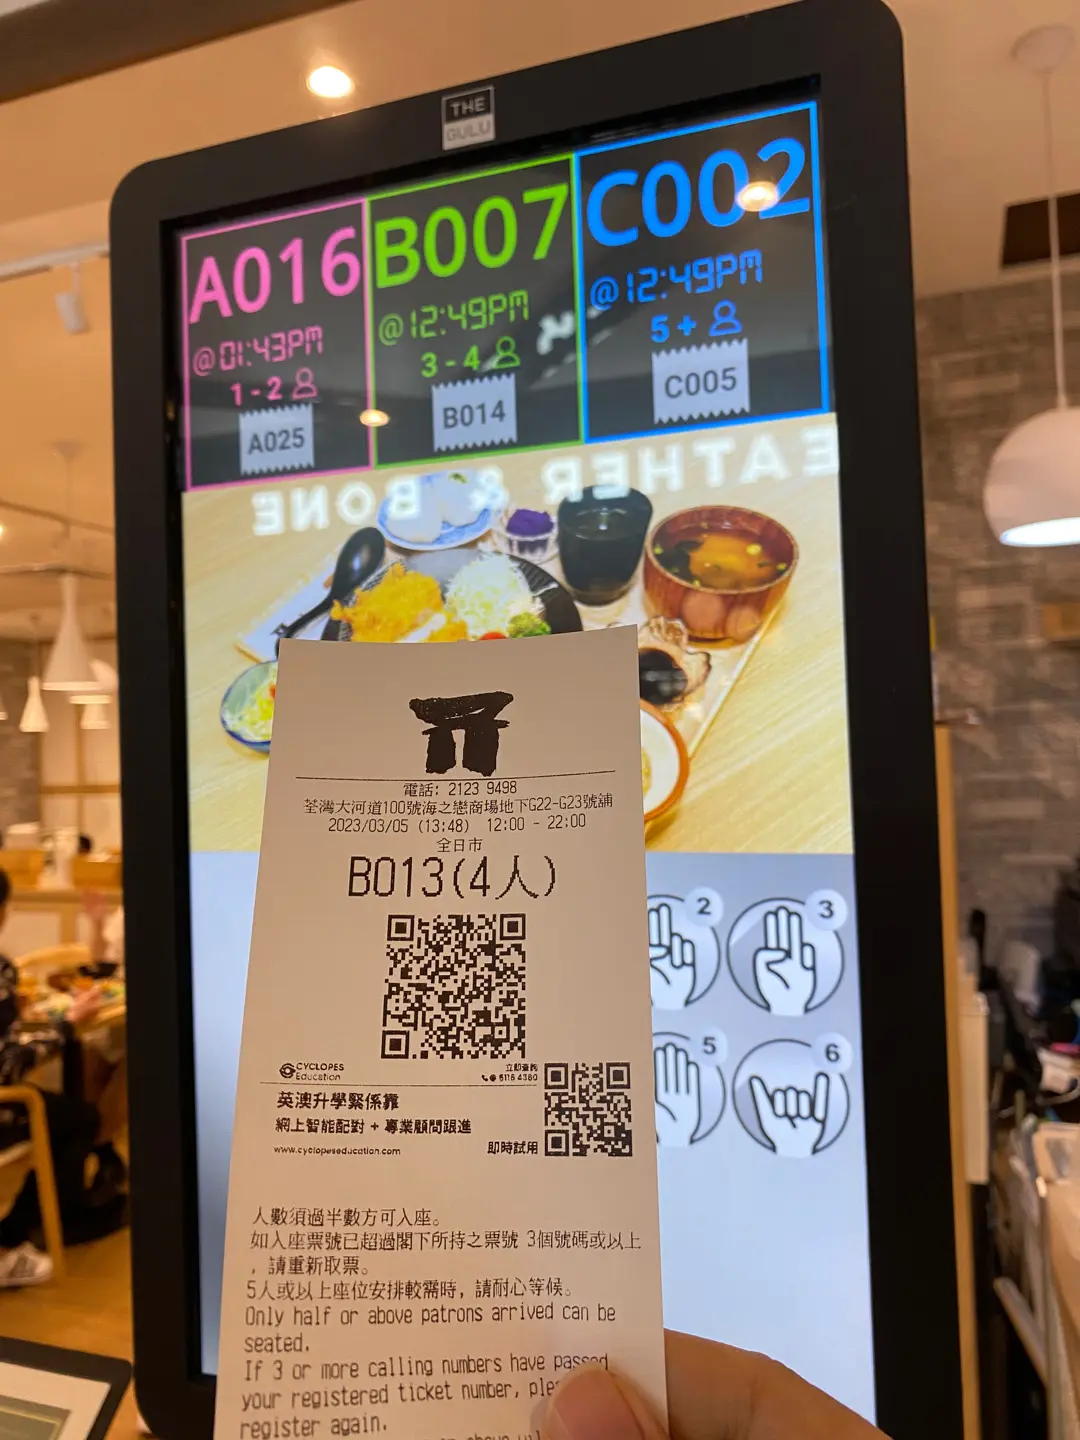 THE
GULU
A016
@01:43PM
1 - 2
A025
B007
@12:49PM
3 - 4
B014
C002
@12:49PM
5 +
C005
EATHER & BONE
電話: 2123 9498
荃灣大河道100號海之戀商場地下G22-G23號舖
2023/03/05 (13:48) 12:00 - 22:00
全日市
B013(4人)
CYCLOPES
Education
立即查詢
6116 4360
英澳升學緊係靠
網上智能配對 + 專業顧問跟進
www.cyclopeseducation.com
即時試用
2
3
5
6
人數須過半數方可入座。
如入座票號已超過閣下所持之票號 3個號碼或以上
，請重新取票。
5人或以上座位安排較需時，請耐心等候。
Only half or above patrons arrived can be
seated.
If 3 or more calling numbers have passed
your registered ticket number,
register again.